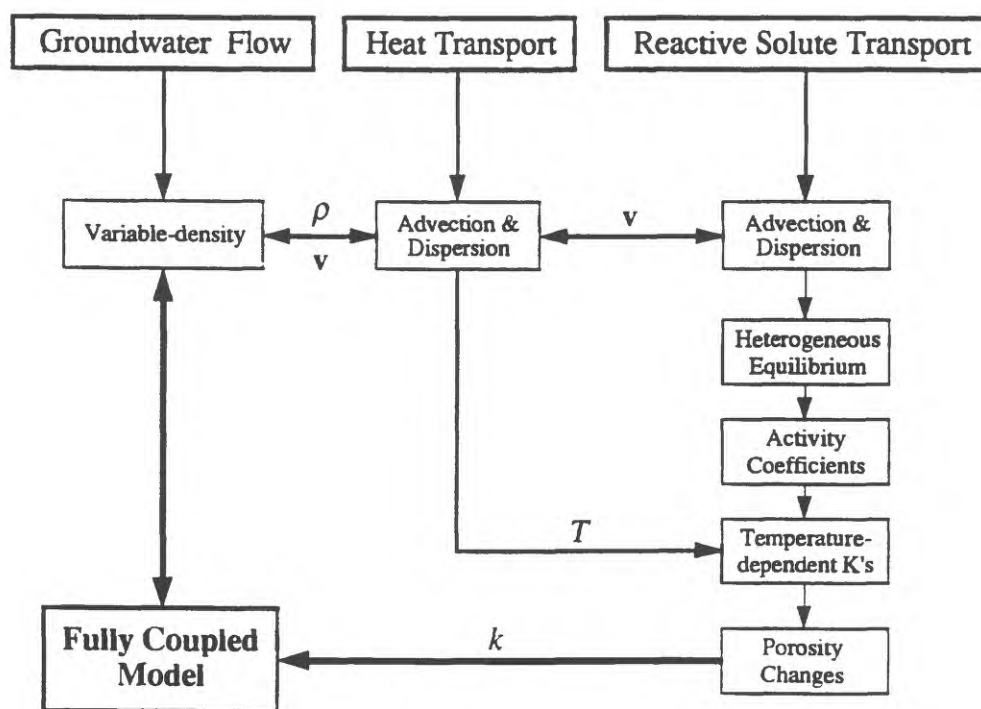 Groundwater Flow
Heat Transport
Reactive Solute Transport
Variable-density
ρ
v
Advection &
Dispersion
v
Advection &
Dispersion
Heterogeneous
Equilibrium
Activity
Coefficients
T
Temperature-
dependent K's
Fully Coupled
Model
k
Porosity
Changes